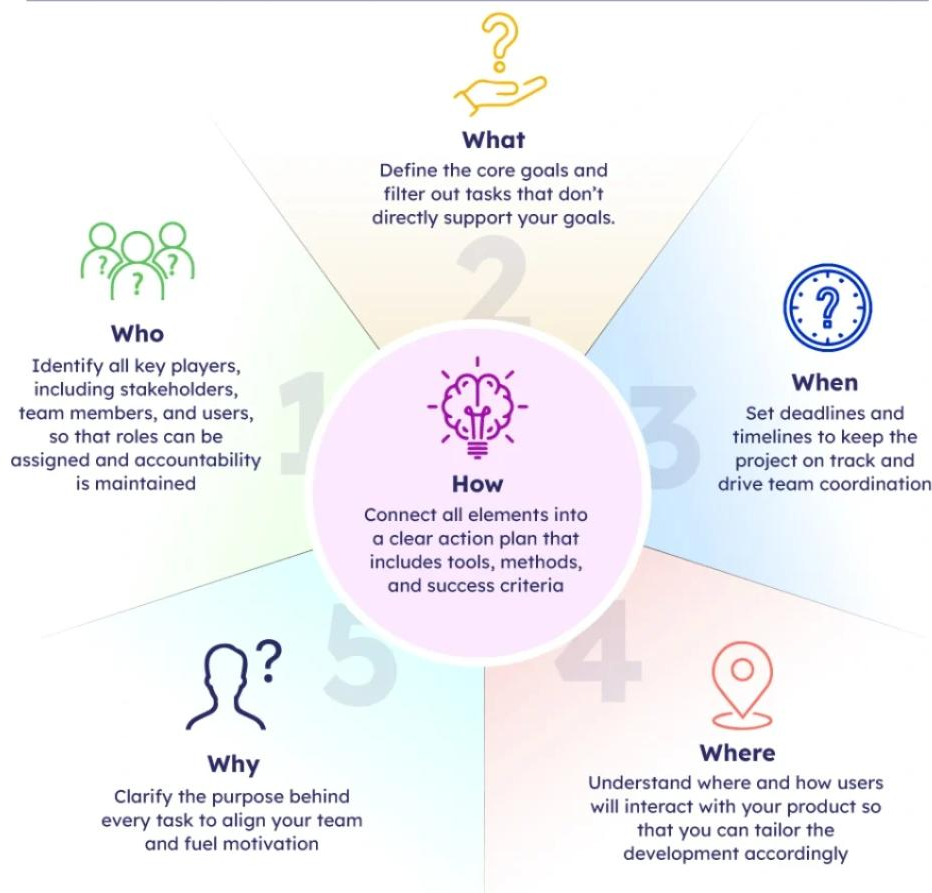 What
Define the core goals and
filter out tasks that don't
directly support your goals.
2
Who
Identify all key players,
including stakeholders,
team members, and users,
so that roles can be
assigned and accountability
is maintained
1
How
Connect all elements into
a clear action plan that
includes tools, methods,
and success criteria
3
When
Set deadlines and
timelines to keep the
project on track and
drive team coordination
5
Why
Clarify the purpose behind
every task to align your team
and fuel motivation
4
Where
Understand where and how users
will interact with your product so
that you can tailor the
development accordingly